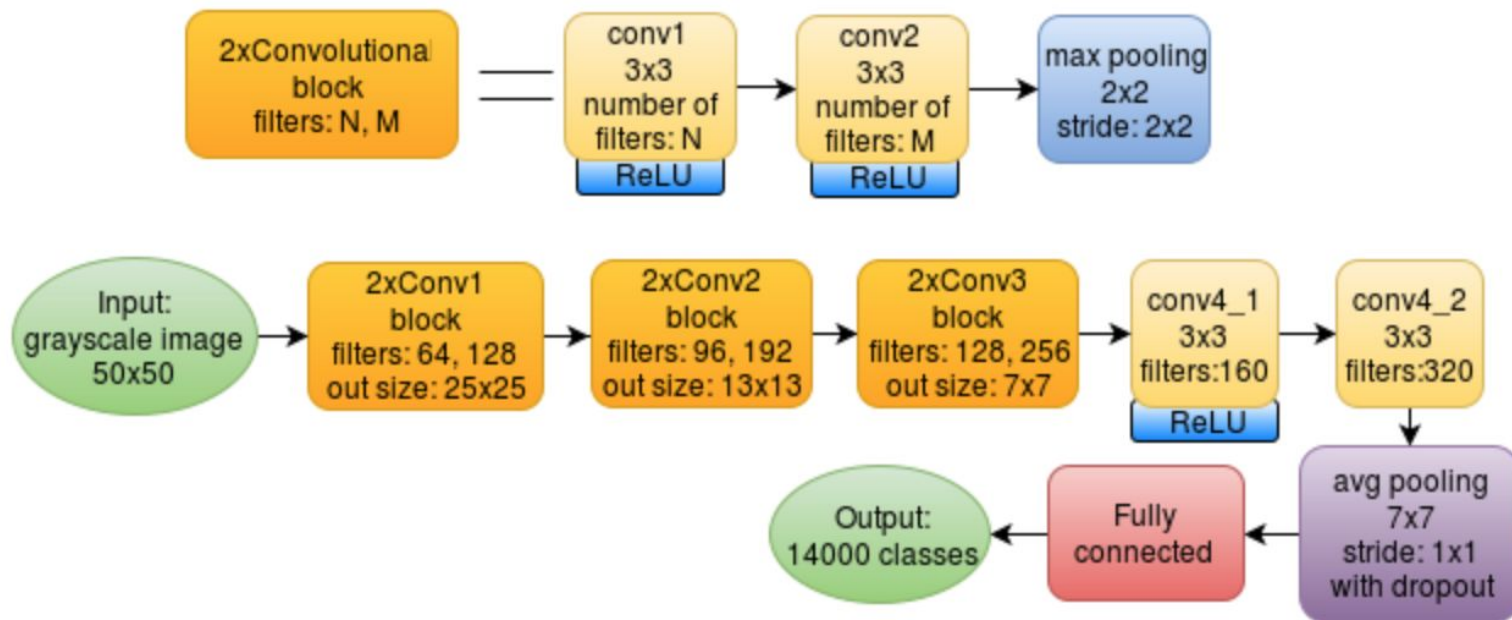 2xConvolutional
block
filters: N, M
conv1
3x3
number of
filters: N
ReLU
conv2
3x3
number of
filters: M
ReLU
max pooling
2x2
stride: 2x2
Input:
grayscale image
50x50
2xConv1
block
filters: 64, 128
out size: 25x25
2xConv2
block
filters: 96, 192
out size: 13x13
2xConv3
block
filters: 128, 256
out size: 7x7
conv4_1
3x3
filters:160
ReLU
conv4_2
3x3
filters:320
avg pooling
7x7
stride: 1x1
with dropout
Fully
connected
Output:
14000 classes